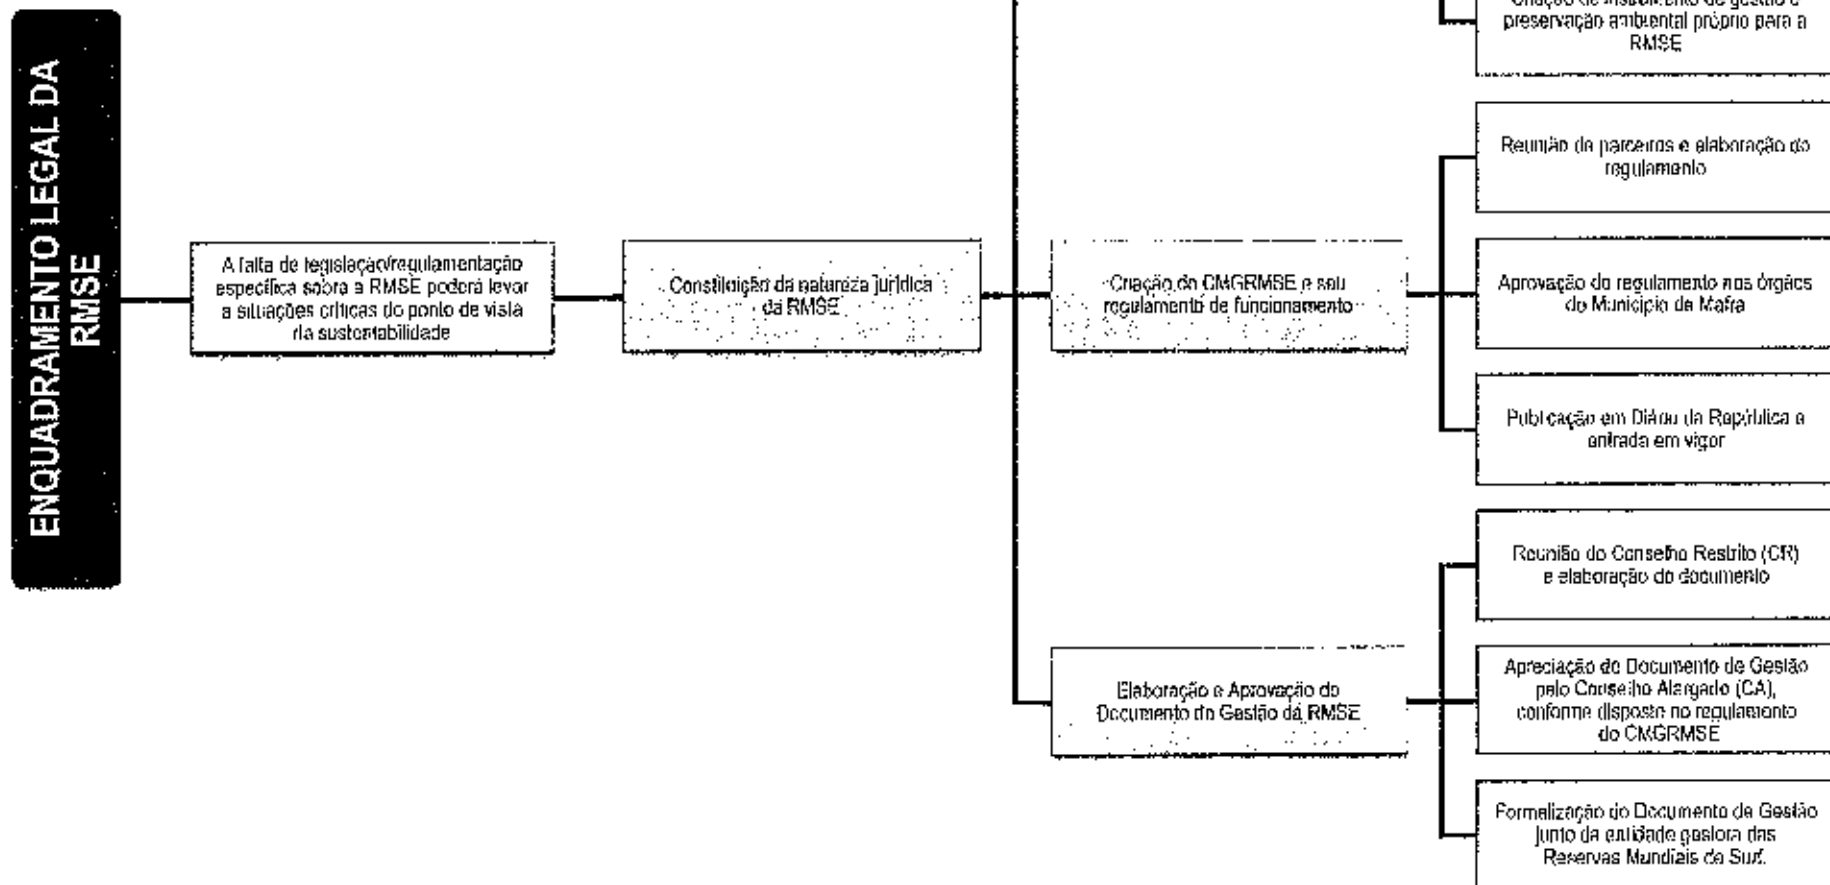 ENQUADRAMENTO LEGAL DA
RMSE
A falta de legislação/regulamentação
específica sobre a RMSE poderá levar
a situações críticas do ponto de vista
da sustentabilidade
Constituição da natureza jurídica
da RMSE
Criação de instrumento de gestão e
preservação ambiental próprio para a
RMSE
Criação do CMGRMSE e seu
regulamento de funcionamento
Reunião de parceiros e elaboração do
regulamento
Aprovação do regulamento nos órgãos
do Município de Mafra
Publicação em Diário da República e
entrada em vigor
Elaboração e Aprovação do
Documento de Gestão da RMSE
Reunião do Conselho Restrito (CR)
e elaboração do documento
Apreciação do Documento de Gestão
pelo Conselho Alargado (CA),
conforme disposto no regulamento
do CMGRMSE
Formalização do Documento de Gestão
junto da entidade gestora das
Reservas Mundiais de Surf.